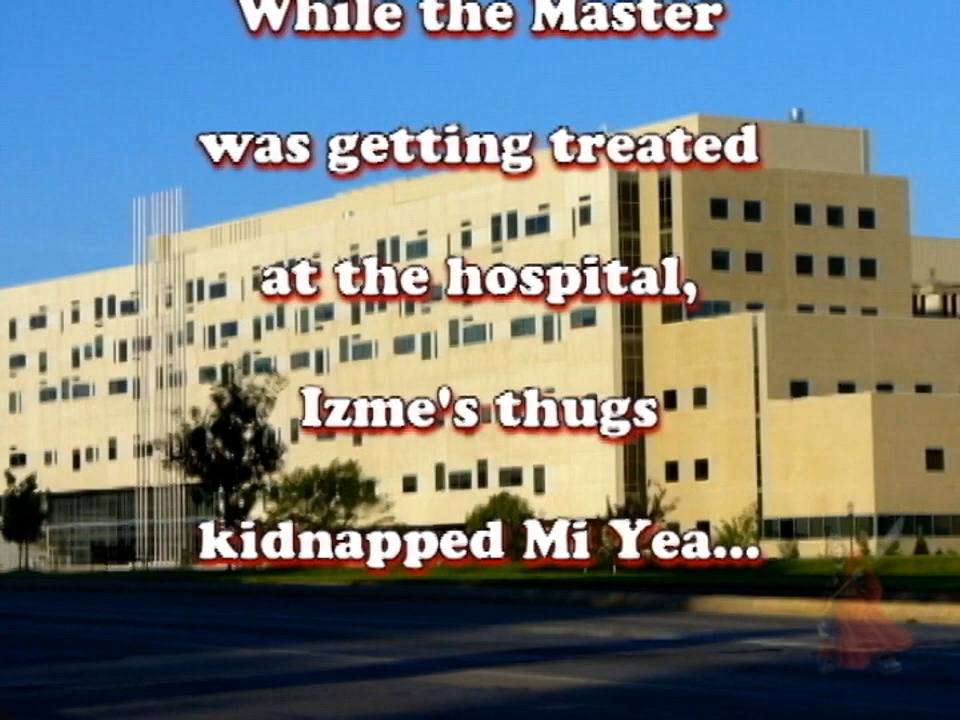 While the Master
was getting treated
at the hospital,
Izme's thugs
kidnapped Mi Yea...